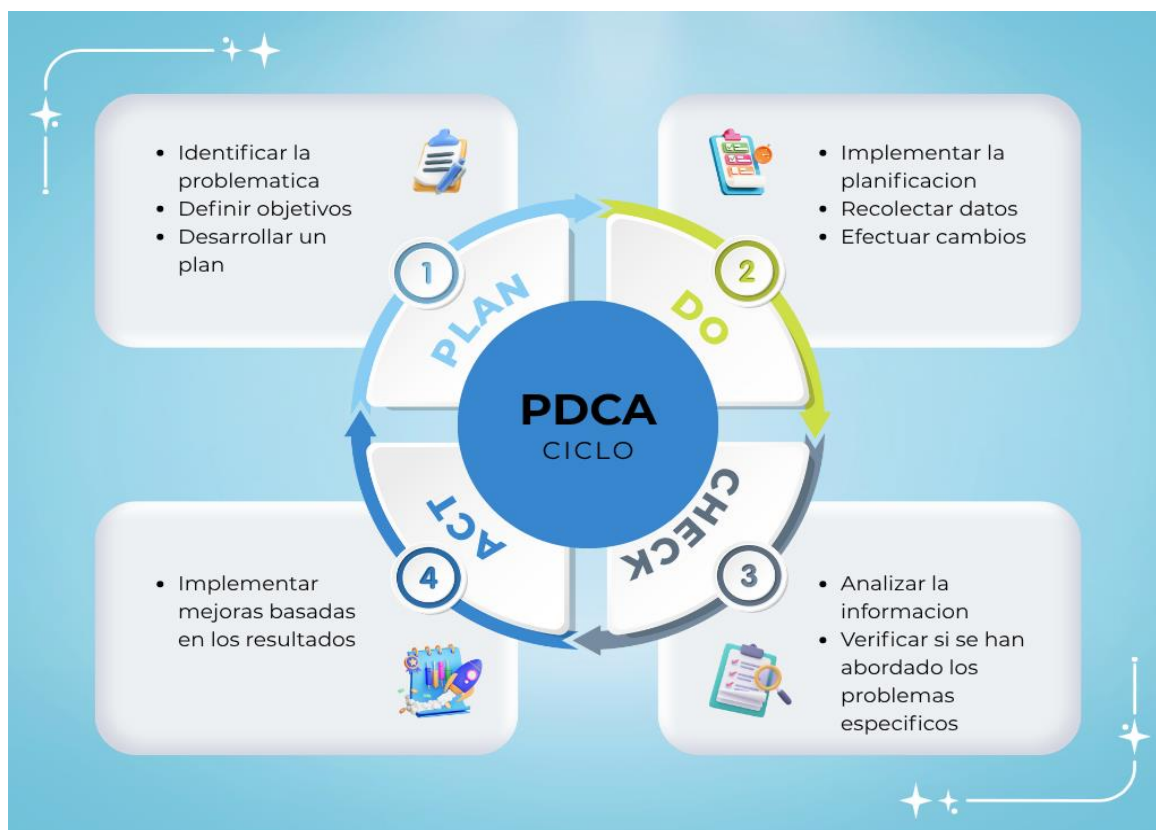 • Identificar la
problematica
• Definir objetivos
• Desarrollar un
plan
1
PLAN
• Implementar la
planificacion
• Recolectar datos
• Efectuar cambios
2
DO
PDCA
CICLO
CHECK
3
• Analizar la
informacion
• Verificar si se han
abordado los
problemas
especificos
ACT
4
• Implementar
mejoras basadas
en los resultados